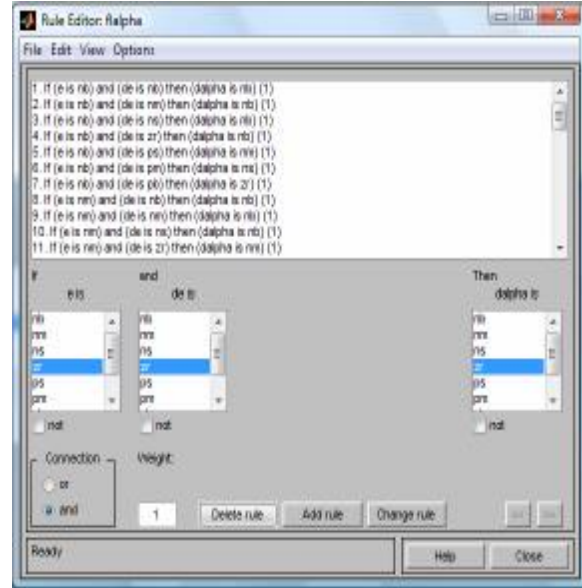 Rule Editor: flalpha
File Edit View Options
1. If (e is nb) and (de is nb) then (dalpha is nb) (1)
2. If (e is nb) and (de is nm) then (dalpha is nb) (1)
3. If (e is nb) and (de is ns) then (dalpha is nb) (1)
4. If (e is nb) and (de is zr) then (dalpha is nb) (1)
5. If (e is nb) and (de is ps) then (dalpha is nm) (1)
6. If (e is nb) and (de is pm) then (dalpha is ns) (1)
7. If (e is nb) and (de is pb) then (dalpha is zr) (1)
8. If (e is nm) and (de is nb) then (dalpha is nb) (1)
9. If (e is nm) and (de is nm) then (dalpha is nb) (1)
10. If (e is nm) and (de is ns) then (dalpha is nb) (1)
11. If (e is nm) and (de is zr) then (dalpha is nm) (1)
If and Then
e is de is dalpha is
nb nb nb
nm nm nm
ns ns ns
zr zr zr
ps ps ps
pm pm pm
not not not
Connection Weight:
or
and 1 Delete rule Add rule Change rule << >>
Ready Help Close